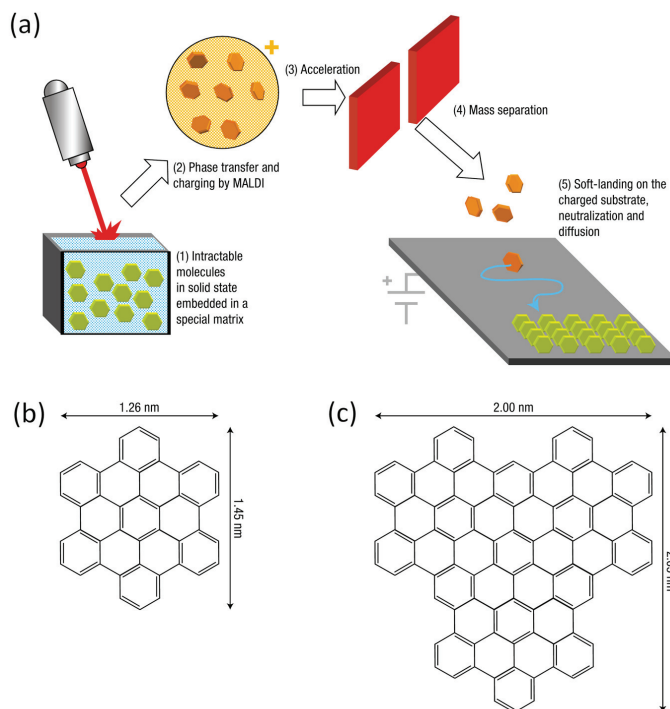 (a)
+
(3) Acceleration
(4) Mass separation
(2) Phase transfer and
charging by MALDI
(5) Soft-landing on the
charged substrate,
neutralization and
diffusion
(1) Intractable
molecules
in solid state
embedded in a
special matrix
+
(b)
1.26 nm
1.45 nm
(c)
2.00 nm
nm